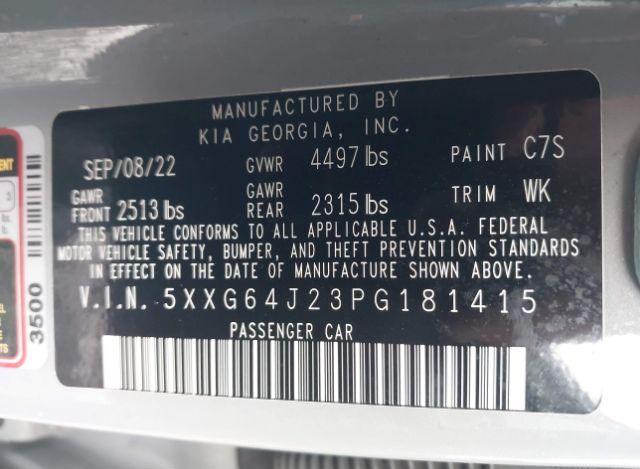 MANUFACTURED BY
KIA GEORGIA, INC.
SEP/08/22 GVWR 4497 lbs PAINT C7S
GAWR FRONT 2513 lbs GAWR REAR 2315 lbs TRIM WK
THIS VEHICLE CONFORMS TO ALL APPLICABLE U.S.A. FEDERAL
MOTOR VEHICLE SAFETY, BUMPER, AND THEFT PREVENTION STANDARDS
IN EFFECT ON THE DATE OF MANUFACTURE SHOWN ABOVE.
V.I.N. 5XXG64J23PG181415
PASSENGER CAR
3500